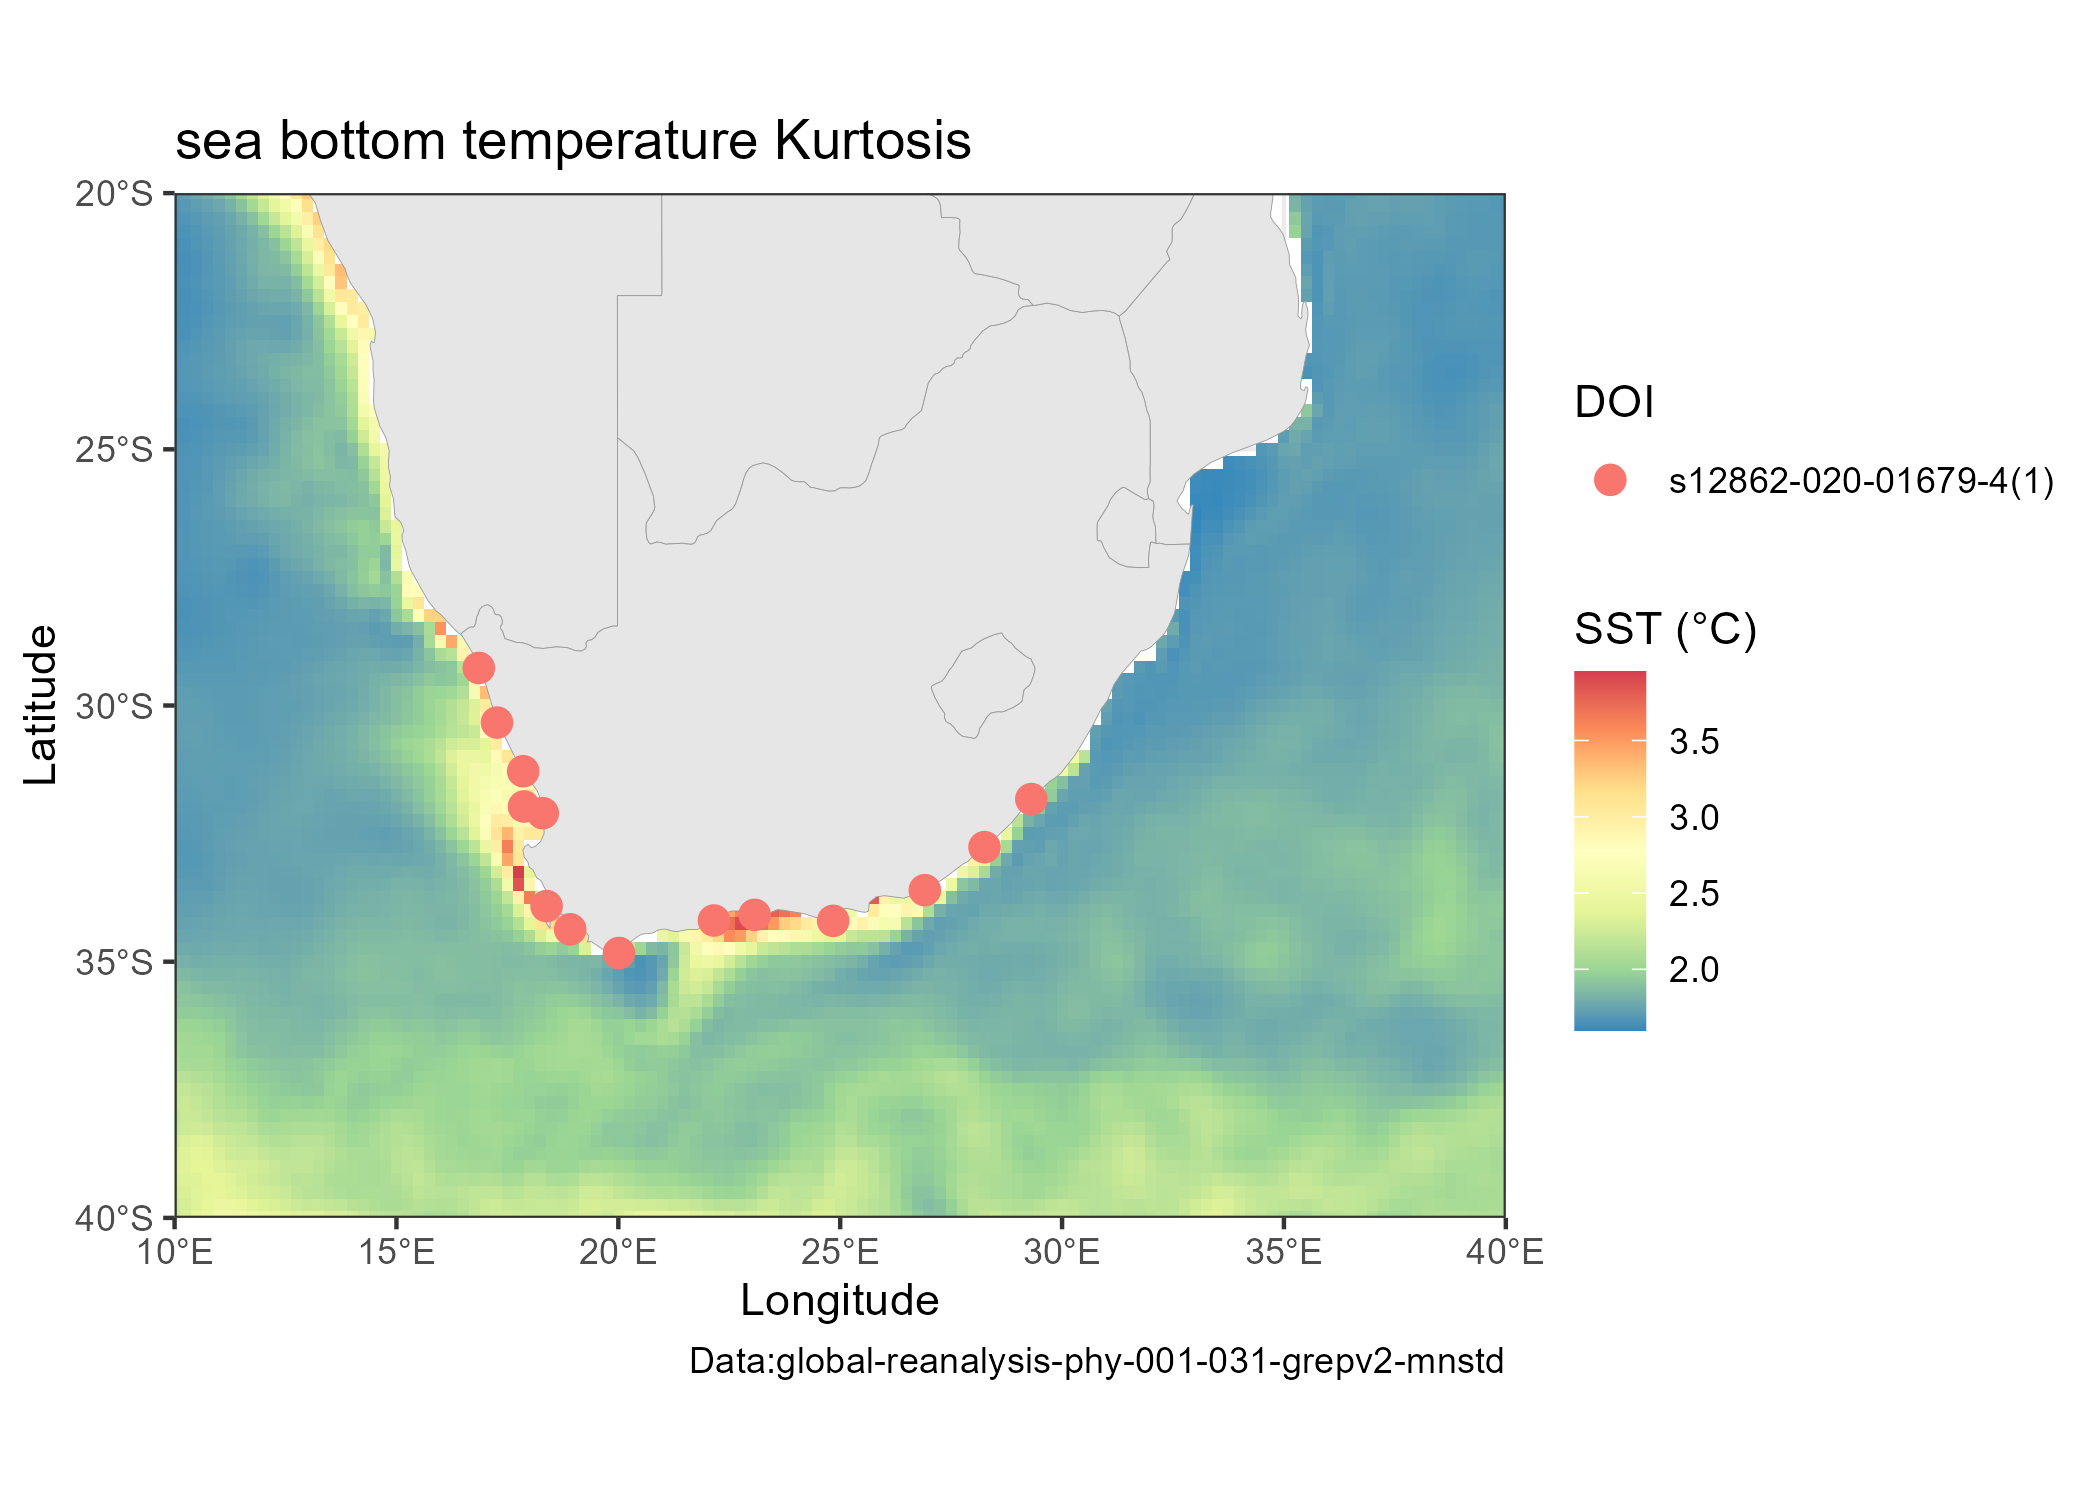 sea bottom temperature Kurtosis
20°S
25°S
30°S
35°S
40°S
Latitude
10°E
15°E
20°E
25°E
30°E
35°E
40°E
Longitude
Data:global-reanalysis-phy-001-031-grepv2-mnstd
DOI
s12862-020-01679-4(1)
SST (°C)
3.5
3.0
2.5
2.0